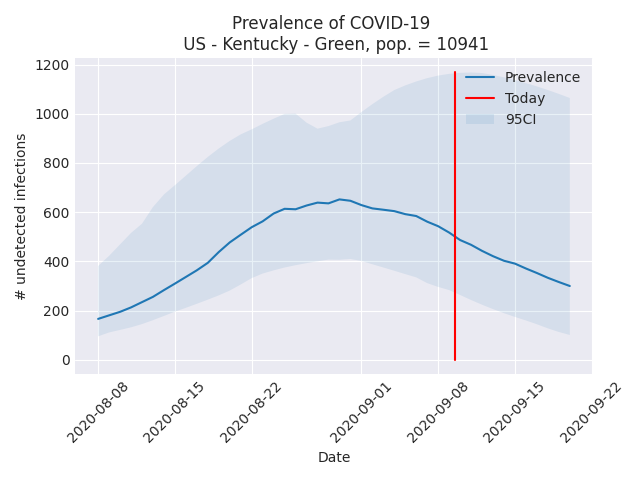 Prevalence of COVID-19
US - Kentucky - Green, pop. = 10941
1200
1000
800
600
400
200
0
# undetected infections
Prevalence
Today
95CI
2020-08-08
2020-08-15
2020-08-22
2020-09-01
2020-09-08
2020-09-15
2020-09-22
Date